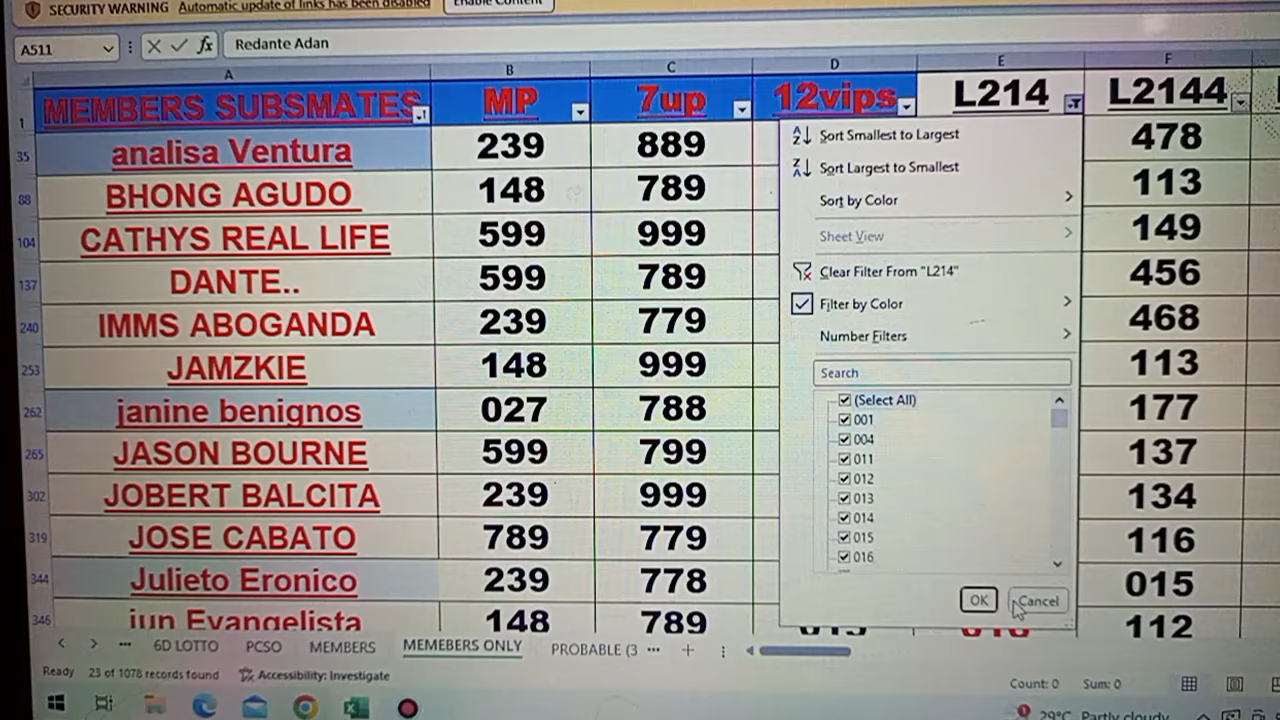 SECURITY WARNING Automatic update of links has been disabled Enable Content
A511 fx Redante Adan
A B C D E F
1 MEMBERS SUBSMATES MP 7up 12vips L214 L2144
35 analisa Ventura 239 889 478
88 BHONG AGUDO 148 789 113
104 CATHYS REAL LIFE 599 999 149
137 DANTE.. 599 789 456
240 IMMS ABOGANDA 239 779 468
253 JAMZKIE 148 999 113
262 janine benignos 027 788 177
265 JASON BOURNE 599 799 137
302 JOBERT BALCITA 239 999 134
319 JOSE CABATO 789 779 116
344 Julieto Eronico 239 778 015
346 jun Evangelista 148 789 112
Sort Smallest to Largest
Sort Largest to Smallest
Sort by Color
Sheet View
Clear Filter From "L214"
Filter by Color
Number Filters
Search
(Select All)
001
004
011
012
013
014
015
016
OK Cancel
6D LOTTO PCSO MEMBERS MEMEBERS ONLY PROBABLE (3
Ready 23 of 1078 records found Accessibility: Investigate Count: 0 Sum: 0
29°C Partly cloudy